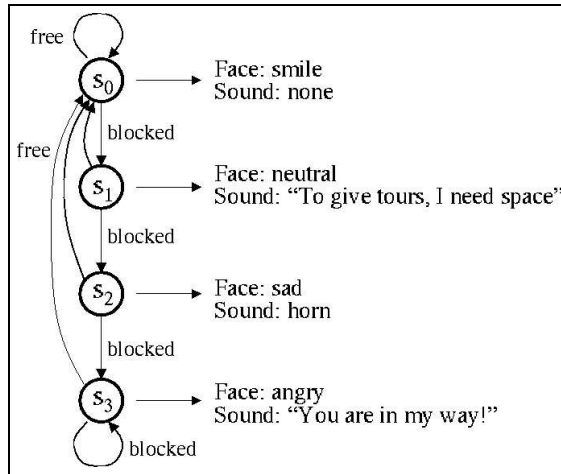 free
s0
Face: smile
Sound: none
blocked
free
s1
Face: neutral
Sound: “To give tours, I need space”
blocked
s2
Face: sad
Sound: horn
blocked
s3
Face: angry
Sound: “You are in my way!”
blocked